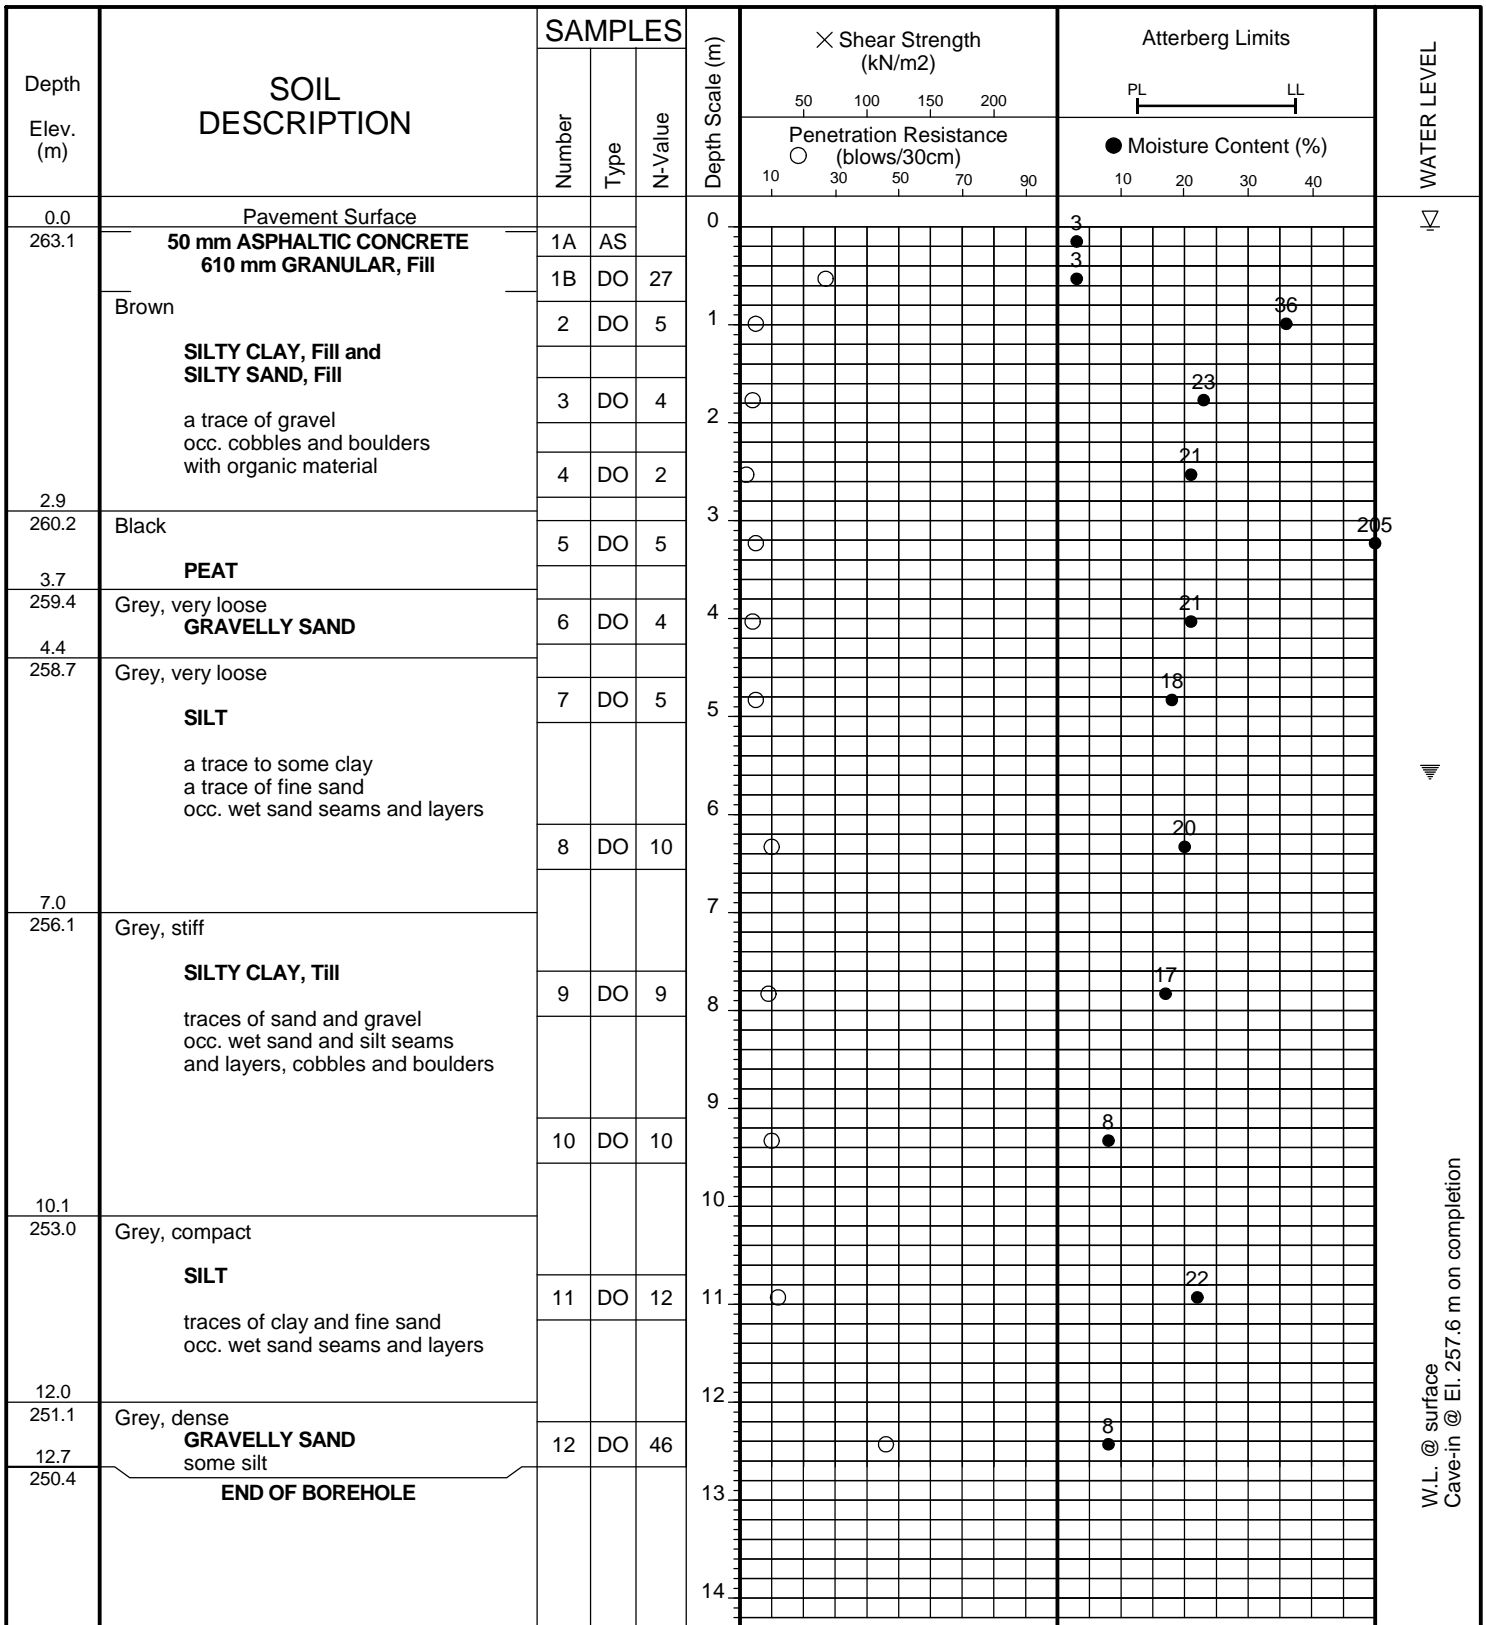 Depth
Elev.
(m)
SOIL
DESCRIPTION
SAMPLES
Number
Type
N-Value
Depth Scale (m)
× Shear Strength
(kN/m2)
50 100 150 200
Penetration Resistance
(blows/30cm)
10 30 50 70 90
Atterberg Limits
PL LL
Moisture Content (%)
10 20 30 40
WATER LEVEL
0.0 Pavement Surface 0
263.1 50 mm ASPHALTIC CONCRETE 1A AS 3
610 mm GRANULAR, Fill
1B DO 27 3
Brown
2 DO 5 1 36
SILTY CLAY, Fill and
SILTY SAND, Fill
3 DO 4 23
a trace of gravel 2
occ. cobbles and boulders
with organic material
4 DO 2 21
2.9
260.2 Black 3
5 DO 5 205
PEAT
3.7
259.4 Grey, very loose 4
GRAVELLY SAND 6 DO 4 21
4.4
258.7 Grey, very loose
7 DO 5 18
SILT 5
a trace to some clay
a trace of fine sand
occ. wet sand seams and layers 6
8 DO 10 20
7.0 7
256.1 Grey, stiff
SILTY CLAY, Till
9 DO 9 8 17
traces of sand and gravel
occ. wet sand and silt seams
and layers, cobbles and boulders
9
10 DO 10 8
10.1 10
253.0 Grey, compact
SILT
11 DO 12 11 22
traces of clay and fine sand
occ. wet sand seams and layers
12.0 12
251.1 Grey, dense
GRAVELLY SAND 12 DO 46 8
12.7 some silt
250.4 END OF BOREHOLE 13
14
W.L. @ surface
Cave-in @ El. 257.6 m on completion